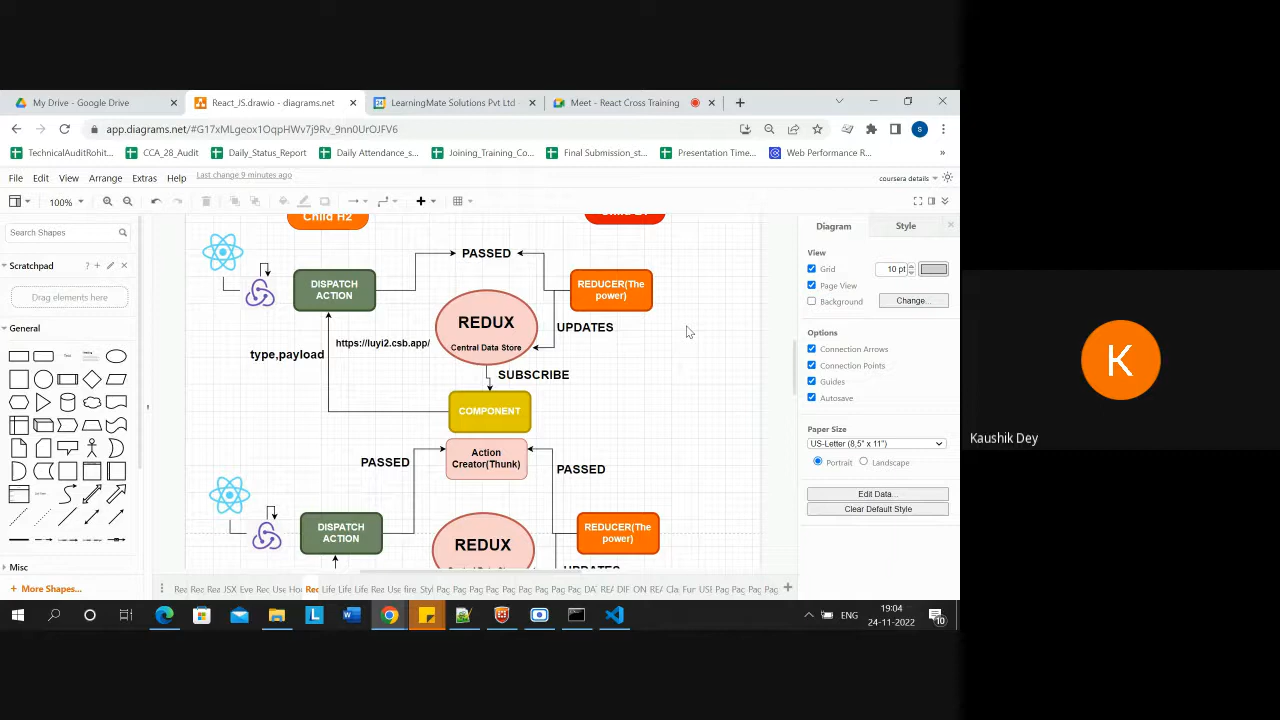 My Drive - Google Drive
React_JS.drawio - diagrams.net
LearningMate Solutions Pvt Ltd
Meet - React Cross Training
app.diagrams.net/#G17xMLgeox1OqpHWv7j9Rv_9nn0UrOJFV6
TechnicalAuditRohit...
CCA_28_Audit
Daily_Status_Report
Daily Attendance_s...
Joining_Training_Co...
Final Submission_st...
Presentation Time...
Web Performance R...
File Edit View Arrange Extras Help
Last change 9 minutes ago
coursera details
100%
Search Shapes
Scratchpad
Drag elements here
General
Misc
+ More Shapes...
Child H2
PASSED
DISPATCH
ACTION
REDUCER(The
power)
REDUX
Central Data Store
UPDATES
https://luyi2.csb.app/
type,payload
SUBSCRIBE
COMPONENT
Action
Creator(Thunk)
PASSED
PASSED
DISPATCH
ACTION
REDUX
REDUCER(The
power)
UPDATES
Diagram
Style
View
Grid
10 pt
Page View
Background
Change...
Options
Connection Arrows
Connection Points
Guides
Autosave
Paper Size
US-Letter (8,5" x 11")
Portrait
Landscape
Edit Data...
Clear Default Style
ENG
19:04
24-11-2022
10
K
Kaushik Dey